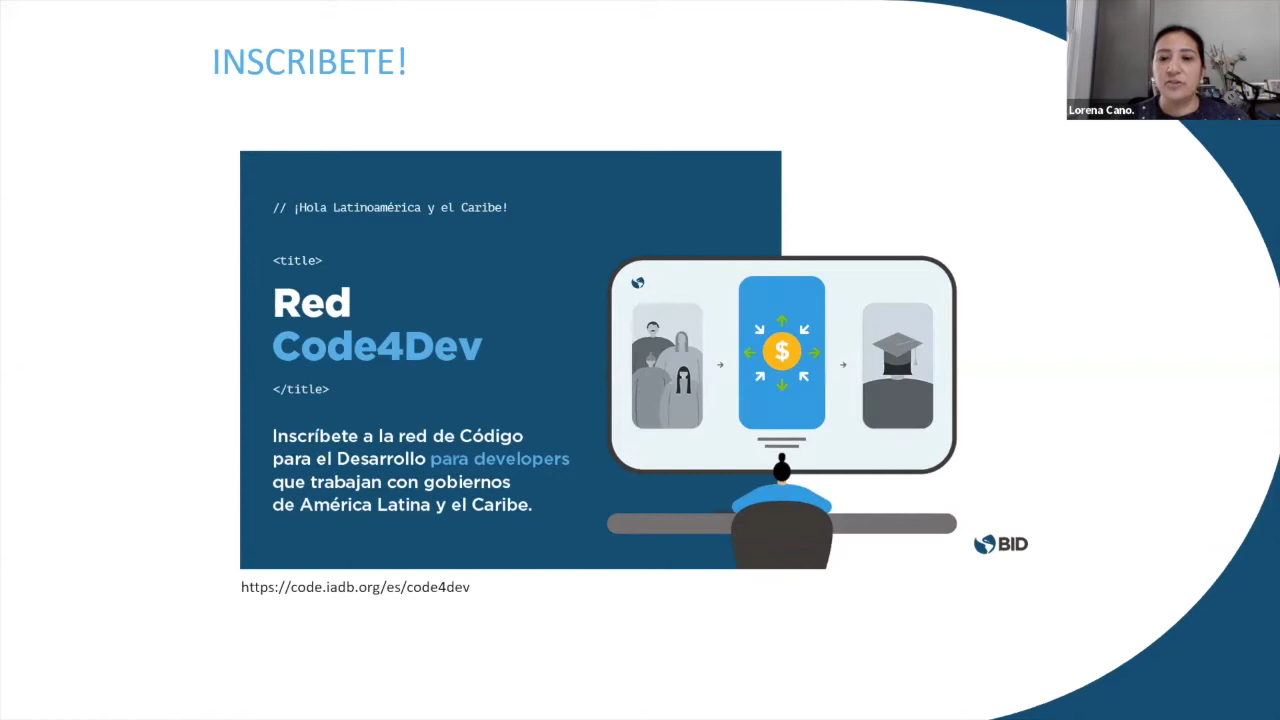 INSCRIBETE!
Lorena Cano.
// ¡Hola Latinoamérica y el Caribe!
<title>
Red
Code4Dev
</title>
$
Inscríbete a la red de Código
para el Desarrollo para developers
que trabajan con gobiernos
de América Latina y el Caribe.
BID
https://code.iadb.org/es/code4dev